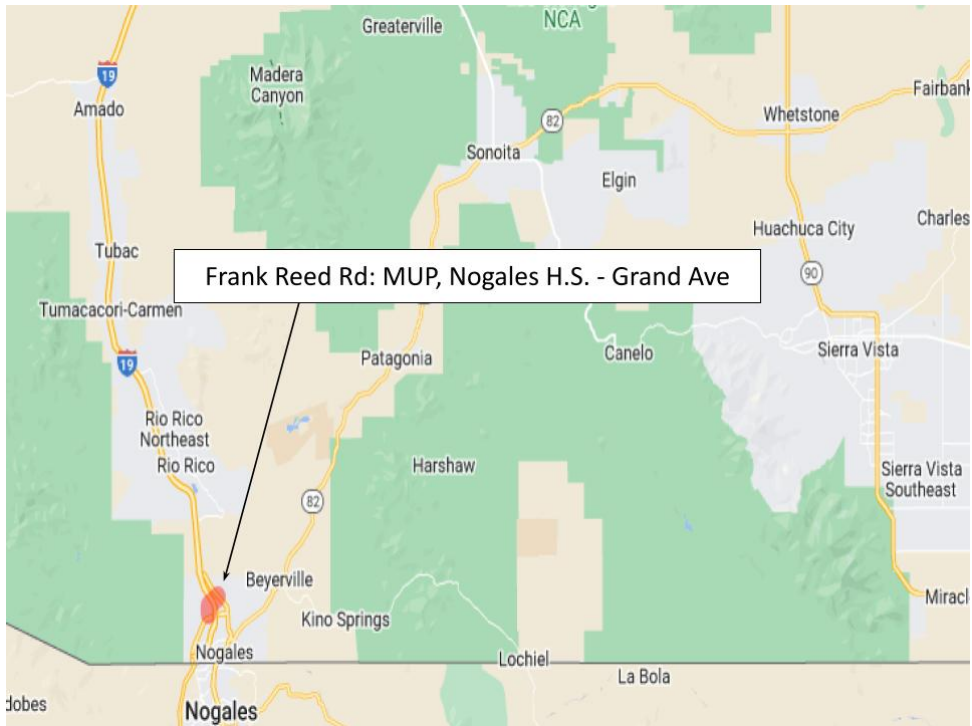 Greaterville
NCA
19
Amado
Madera
Canyon
82
Whetstone
Fairbank
Sonoita
Elgin
Huachuca City
Charles
Tubac
90
Frank Reed Rd: MUP, Nogales H.S. - Grand Ave
Tumacacori-Carmen
19
Patagonia
Canelo
Sierra Vista
Rio Rico
Northeast
Rio Rico
Harshaw
Sierra Vista
Southeast
82
Beyerville
Kino Springs
Miracl
Nogales
Lochiel
La Bola
dobes
Nogales